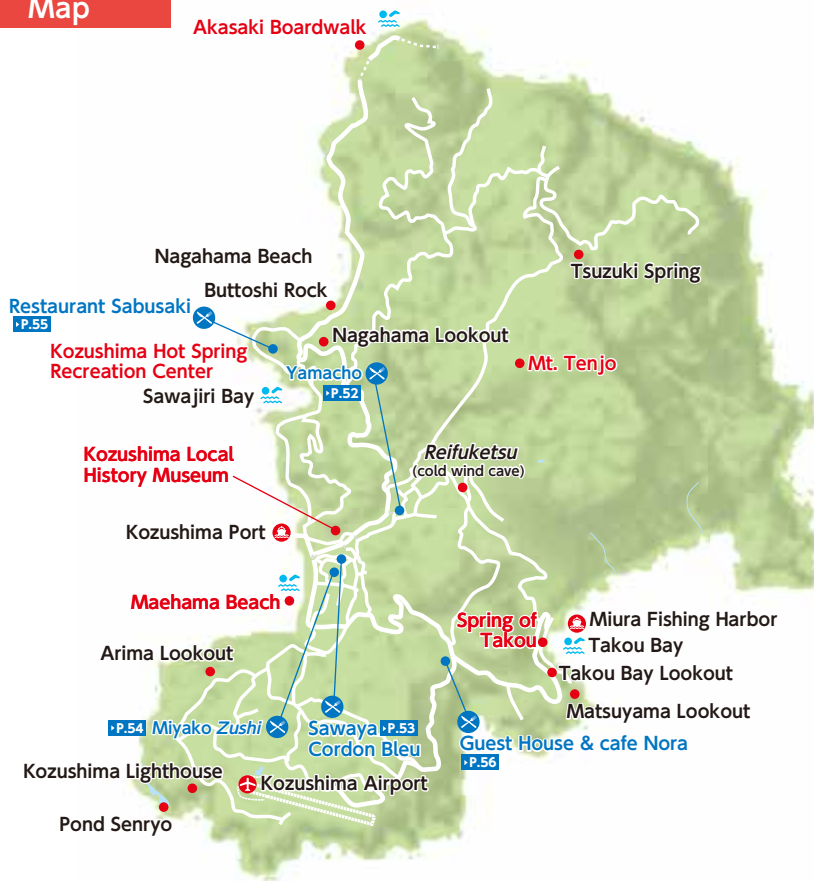 Map
Akasaki Boardwalk
Nagahama Beach
Tsuzuki Spring
Buttoshi Rock
Restaurant Sabusaki
P.55
Nagahama Lookout
Kozushima Hot Spring
Recreation Center
Mt. Tenjo
Yamacho
P.52
Sawajiri Bay
Kozushima Local
History Museum
Reifuketsu
(cold wind cave)
Kozushima Port
Maehama Beach
Spring of
Takou
Miura Fishing Harbor
Takou Bay
Arima Lookout
Takou Bay Lookout
Matsuyama Lookout
P.54 Miyako Zushi
Sawaya P.53
Cordon Bleu
Guest House & cafe Nora
P.56
Kozushima Lighthouse
Kozushima Airport
Pond Senryo